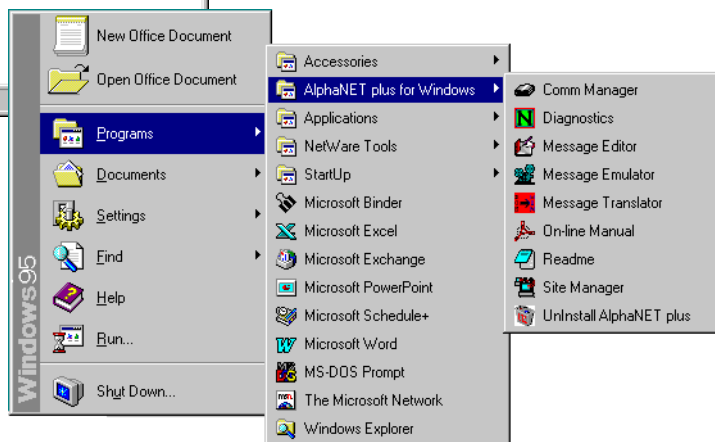 New Office Document
Open Office Document
Programs
Documents
Settings
Find
Help
Run...
Shut Down...
Windows95
Accessories
AlphaNET plus for Windows
Applications
NetWare Tools
StartUp
Microsoft Binder
Microsoft Excel
Microsoft Exchange
Microsoft PowerPoint
Microsoft Schedule+
Microsoft Word
MS-DOS Prompt
The Microsoft Network
Windows Explorer
Comm Manager
Diagnostics
Message Editor
Message Emulator
Message Translator
On-line Manual
Readme
Site Manager
UnInstall AlphaNET plus